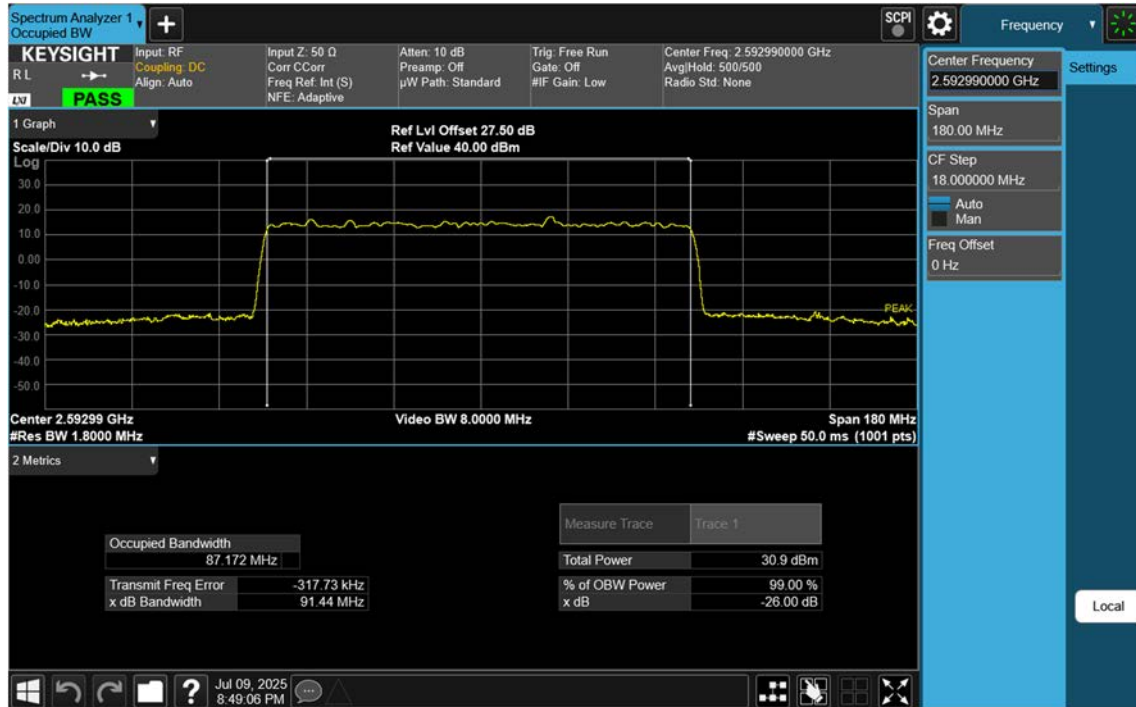 Spectrum Analyzer 1
Occupied BW
SCPI
Frequency
KEYSIGHT
R L
LXI
PASS
Input: RF
Coupling: DC
Align: Auto
Input Z: 50 Ω
Corr CCorr
Freq Ref: Int (S)
NFE: Adaptive
Atten: 10 dB
Preamp: Off
µW Path: Standard
Trig: Free Run
Gate: Off
#IF Gain: Low
Center Freq: 2.592990000 GHz
Avg|Hold: 500/500
Radio Std: None
Center Frequency
2.592990000 GHz
Settings
Span
180.00 MHz
CF Step
18.000000 MHz
Auto
Man
Freq Offset
0 Hz
Local
1 Graph
Scale/Div 10.0 dB
Ref Lvl Offset 27.50 dB
Ref Value 40.00 dBm
Log
30.0
20.0
10.0
0.00
-10.0
-20.0
-30.0
-40.0
-50.0
PEAK
Center 2.59299 GHz
Video BW 8.0000 MHz
Span 180 MHz
#Res BW 1.8000 MHz
#Sweep 50.0 ms (1001 pts)
2 Metrics
Measure Trace Trace 1
Occupied Bandwidth
87.172 MHz
Total Power 30.9 dBm
Transmit Freq Error -317.73 kHz
% of OBW Power 99.00 %
x dB Bandwidth 91.44 MHz
x dB -26.00 dB
?
Jul 09, 2025
8:49:06 PM